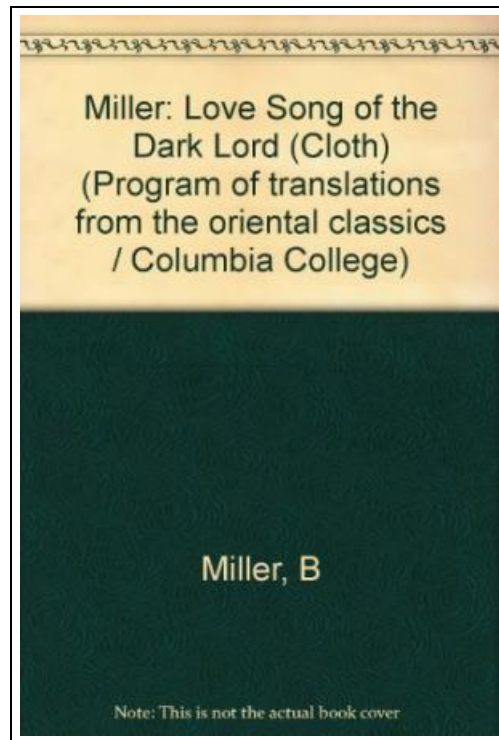 Miller: Love Song of the
Dark Lord (Cloth)
(Program of translations
from the oriental classics
/ Columbia College)
Miller, B
Note: This is not the actual book cover